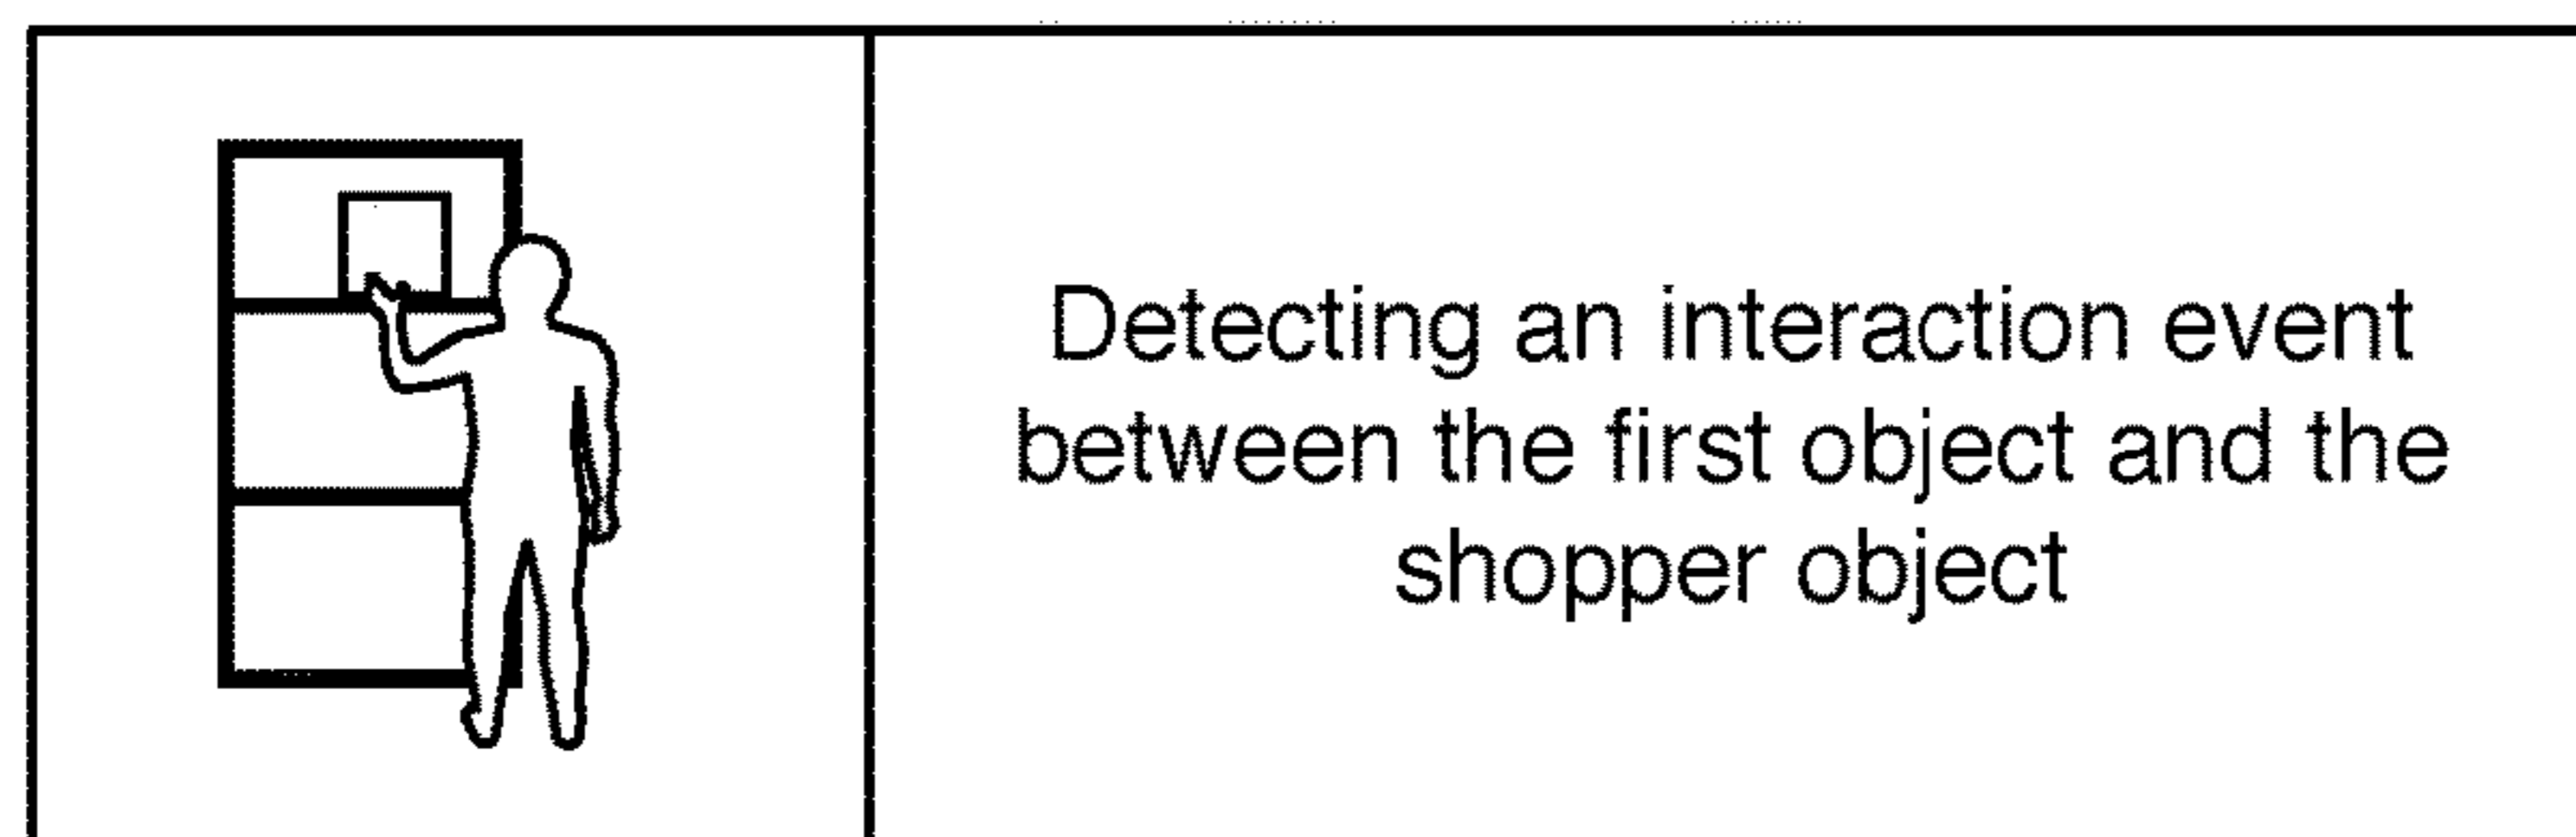 Detecting an interaction event
between the first object and the
shopper object